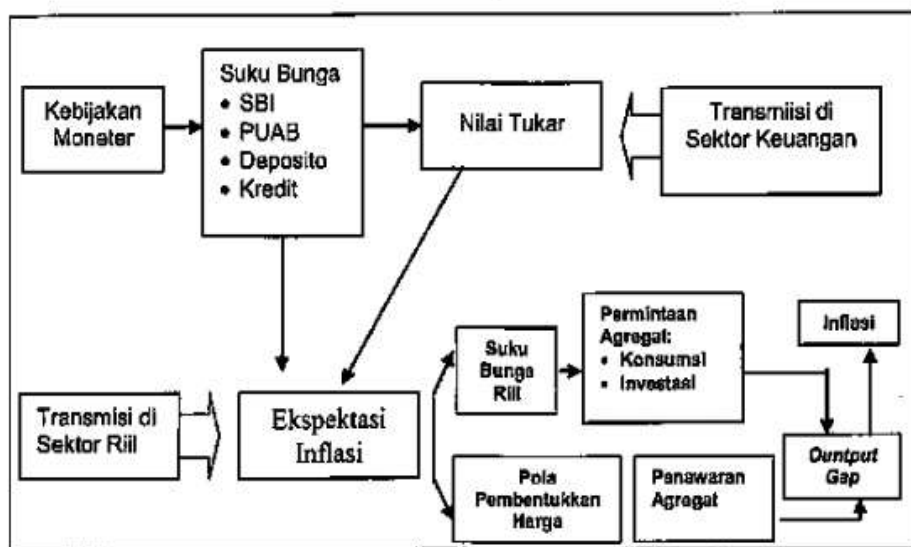 Kebijakan
Moneter
Suku Bunga
• SBI
• PUAB
• Deposito
• Kredit
Nilai Tukar
Transmiisi di
Sektor Keuangan
Transmisi di
Sektor Riil
Ekspektasi
Inflasi
Suku
Bunga
Riil
Permintaan
Agregat:
• Konsumsi
• Investasi
Inflasi
Pola
Pembentukkan
Harga
Penawaran
Agregat
Ountput
Gap